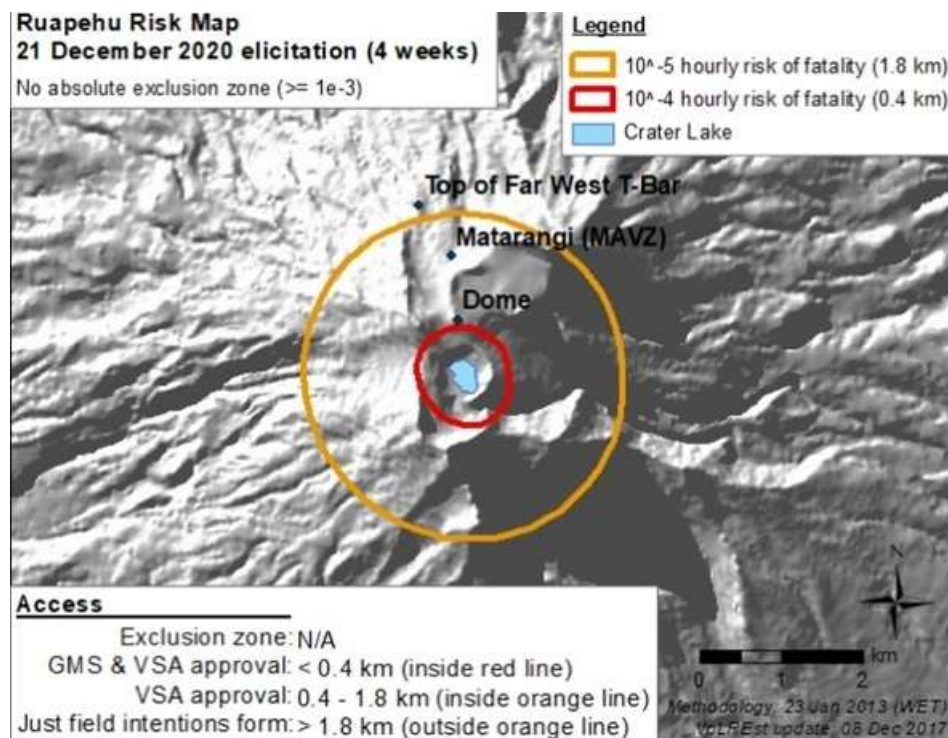 Ruapehu Risk Map
21 December 2020 elicitation (4 weeks)
No absolute exclusion zone (>= 1e-3)
Legend
10^-5 hourly risk of fatality (1.8 km)
10^-4 hourly risk of fatality (0.4 km)
Crater Lake
Top of Far West T-Bar
Matarangi (MAVZ)
Dome
N
Access
Exclusion zone: N/A
GMS & VSA approval: < 0.4 km (inside red line)
VSA approval: 0.4 - 1.8 km (inside orange line)
Just field intentions form: > 1.8 km (outside orange line)
km
0 1 2
Methodology, 23 Jan 2013 (WET)
VoLREst update, 08 Dec 2017